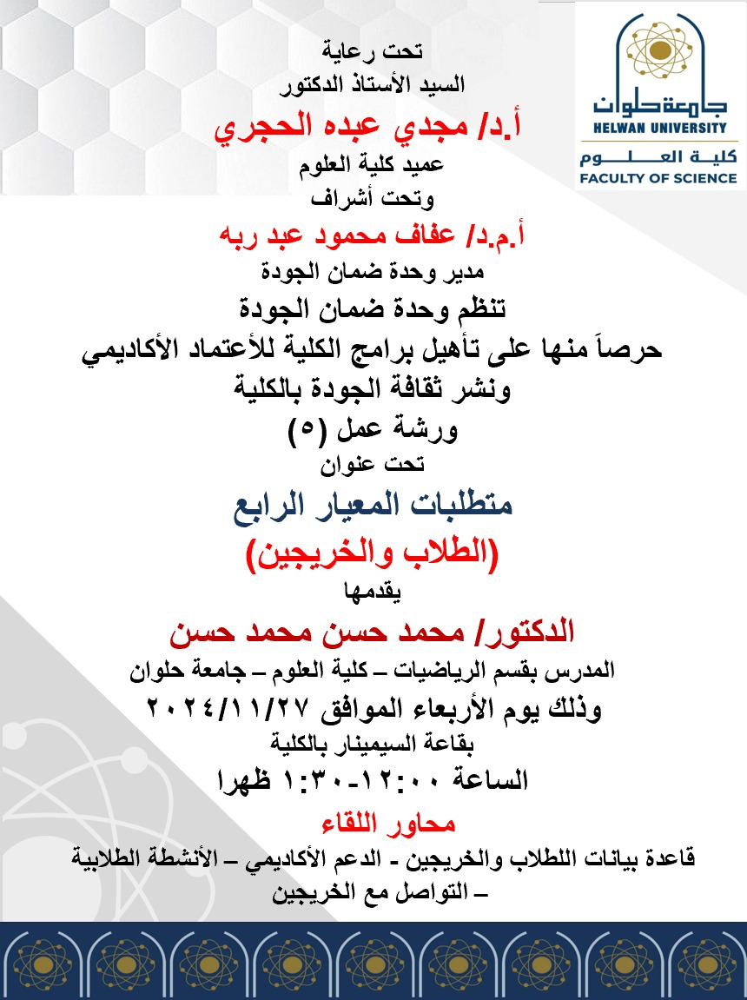 جامعة حلوان
HELWAN UNIVERSITY
كلية العلوم
FACULTY OF SCIENCE
تحت رعاية
السيد الأستاذ الدكتور
أ.د/ مجدي عبده الحجري
عميد كلية العلوم
وتحت أشراف
أ.م.د/ عفاف محمود عبد ربه
مدير وحدة ضمان الجودة
تنظم وحدة ضمان الجودة
حرصاَ منها على تأهيل برامج الكلية للأعتماد الأكاديمي
ونشر ثقافة الجودة بالكلية
ورشة عمل (٥)
تحت عنوان
متطلبات المعيار الرابع
(الطلاب والخريجين)
يقدمها
الدكتور/ محمد حسن محمد حسن
المدرس بقسم الرياضيات – كلية العلوم – جامعة حلوان
وذلك يوم الأربعاء الموافق ٢٠٢٤/١١/٢٧
بقاعة السيمينار بالكلية
الساعة ١٢:٠٠-١:٣٠ ظهرا
محاور اللقاء
قاعدة بيانات اللطلاب والخريجين - الدعم الأكاديمي – الأنشطة الطلابية
– التواصل مع الخريجين